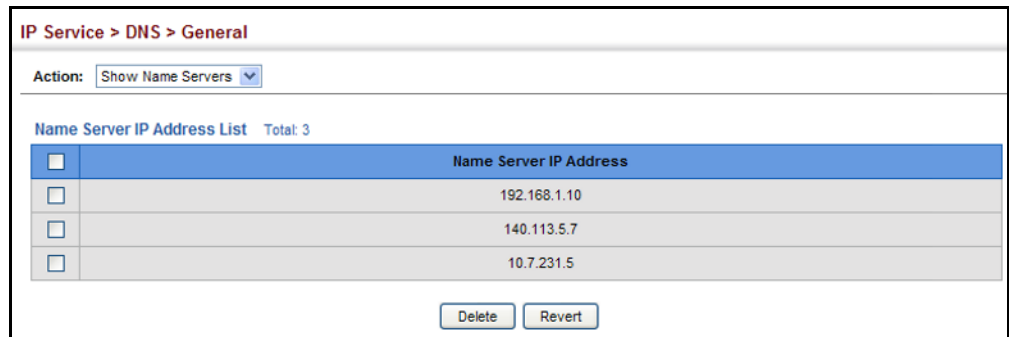 IP Service > DNS > General
Action: Show Name Servers
Name Server IP Address List Total: 3
Name Server IP Address
192.168.1.10
140.113.5.7
10.7.231.5
Delete Revert